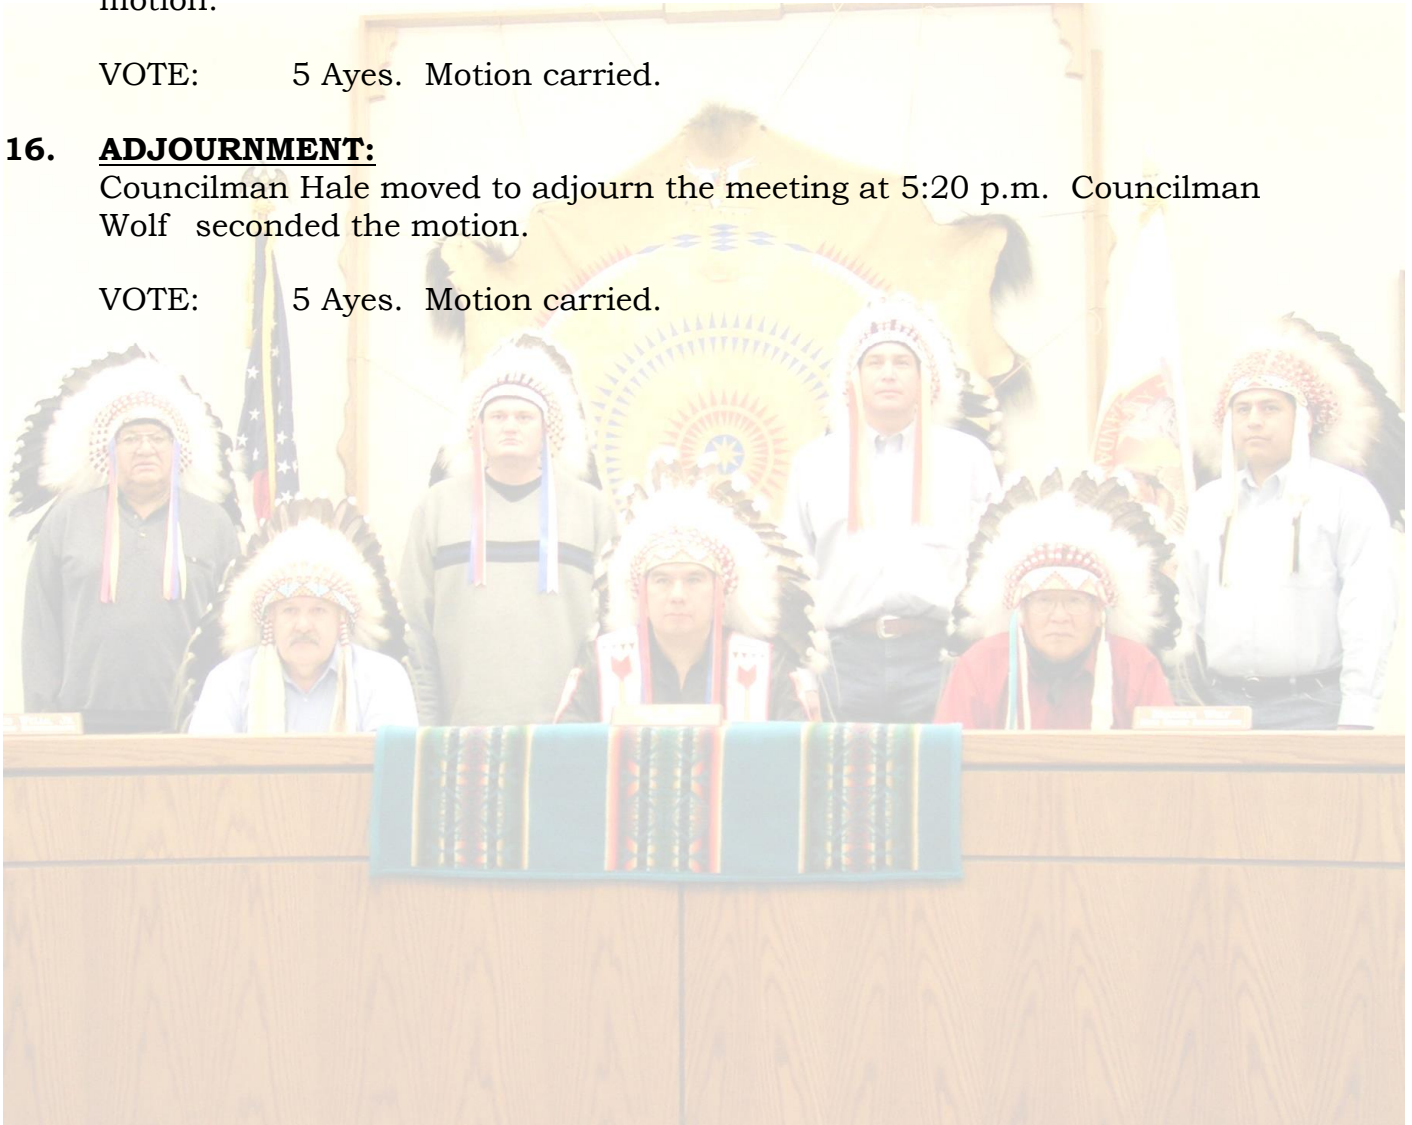 motion.
VOTE: 5 Ayes. Motion carried.
16. ADJOURNMENT:
Councilman Hale moved to adjourn the meeting at 5:20 p.m. Councilman
Wolf seconded the motion.
VOTE: 5 Ayes. Motion carried.